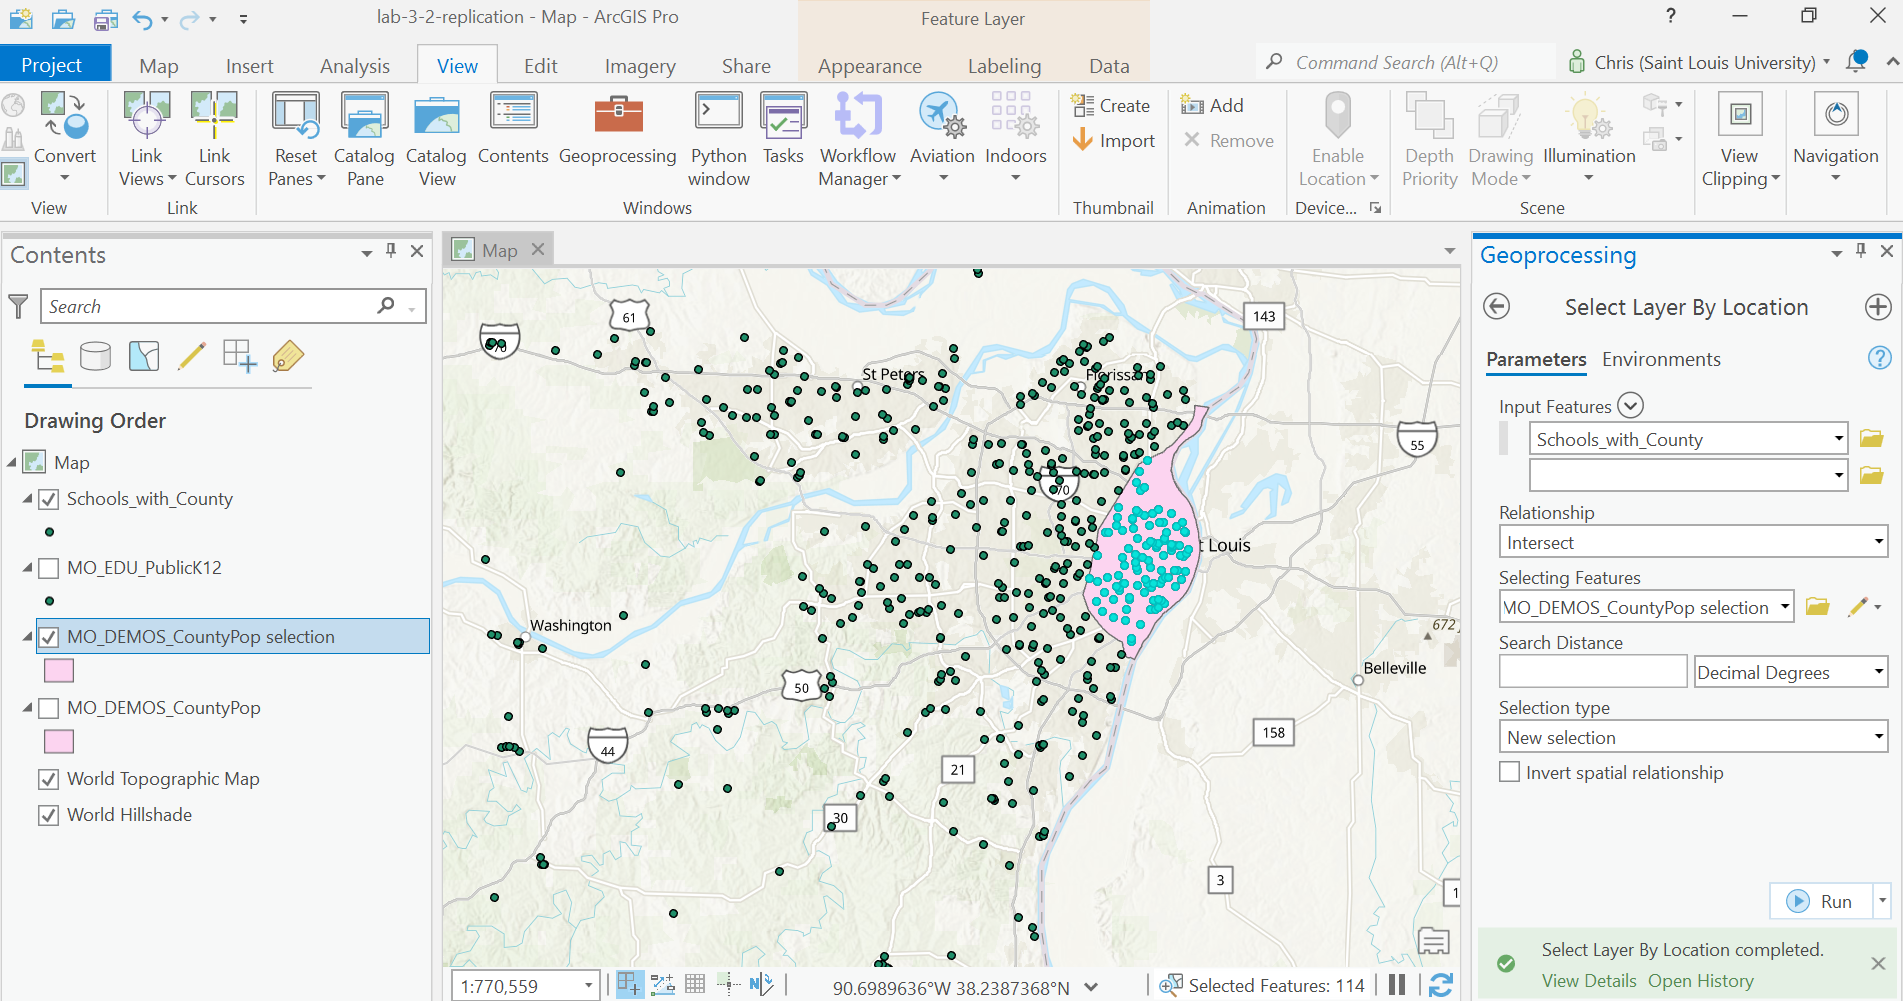 lab-3-2-replication - Map - ArcGIS Pro
Feature Layer
?
Project
Map
Insert
Analysis
View
Edit
Imagery
Share
Appearance
Labeling
Data
Command Search (Alt+Q)
Chris (Saint Louis University)
Convert
Link Views
Link Cursors
Reset Panes
Catalog Pane
Catalog View
Contents
Geoprocessing
Python window
Tasks
Workflow Manager
Aviation
Indoors
Create
Import
Add
Remove
Enable Location
Depth Priority
Drawing Mode
Illumination
View Clipping
Navigation
View
Link
Windows
Thumbnail
Animation
Device...
Scene
Contents
Search
Drawing Order
Map
Schools_with_County
MO_EDU_PublicK12
MO_DEMOS_CountyPop selection
MO_DEMOS_CountyPop
World Topographic Map
World Hillshade
Map
61
70
143
St Peters
Florissant
55
70
t Louis
Washington
672
Belleville
50
44
158
21
30
3
1
1:770,559
90.6989636°W 38.2387368°N
Selected Features: 114
Geoprocessing
Select Layer By Location
Parameters
Environments
?
Input Features
Schools_with_County
Relationship
Intersect
Selecting Features
MO_DEMOS_CountyPop selection
Search Distance
Decimal Degrees
Selection type
New selection
Invert spatial relationship
Run
Select Layer By Location completed.
View Details Open History